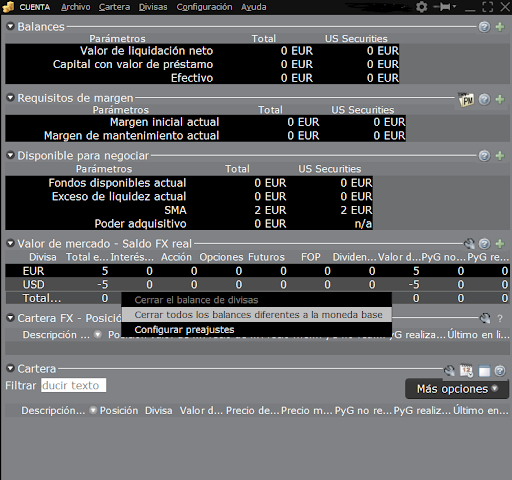 CUENTA Archivo Cartera Divisas Configuración Ayuda
Balances
Parámetros Total US Securities
Valor de liquidación neto 0 EUR 0 EUR
Capital con valor de préstamo 0 EUR 0 EUR
Efectivo 0 EUR 0 EUR
Requisitos de margen
Parámetros Total US Securities
Margen inicial actual 0 EUR 0 EUR
Margen de mantenimiento actual 0 EUR 0 EUR
Disponible para negociar
Parámetros Total US Securities
Fondos disponibles actual 0 EUR 0 EUR
Exceso de liquidez actual 0 EUR 0 EUR
SMA 2 EUR 2 EUR
Poder adquisitivo 0 EUR n/a
Valor de mercado - Saldo FX real
Divisa Total e... Interés... Acción Opciones Futuros FOP Dividen... Valor d... PyG no... PyG re...
EUR 5 0 0 0 0 0 0 5 0 0
USD -5 0 0 0 0 0 0 -5 0 0
Total... 0
Cerrar el balance de divisas
Cerrar todos los balances diferentes a la moneda base
Configurar preajustes
Cartera FX - Posició
Descripción ... Último en li...
Cartera
Filtrar ducir texto Más opciones
Descripción... Posición Divisa Valor d... Precio de... Precio m... PyG no re... PyG realiz... Último en...